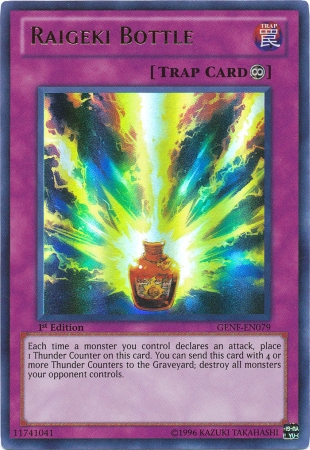 Raigeki Bottle
TRAP
罠
[Trap Card]
1st Edition
GENF-EN079
Each time a monster you control declares an attack, place
1 Thunder Counter on this card. You can send this card with 4 or
more Thunder Counters to the Graveyard; destroy all monsters
your opponent controls.
11741041
©1996 KAZUKI TAKAHASHI